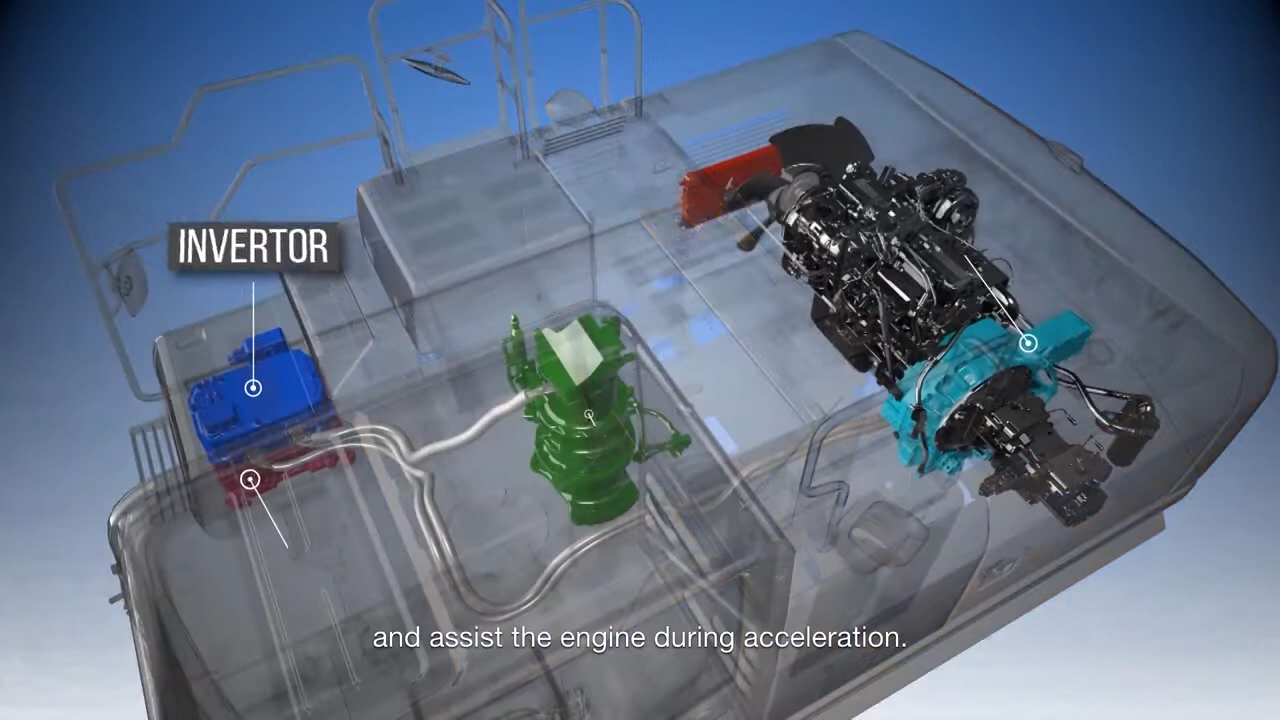 INVERTOR
and assist the engine during acceleration.